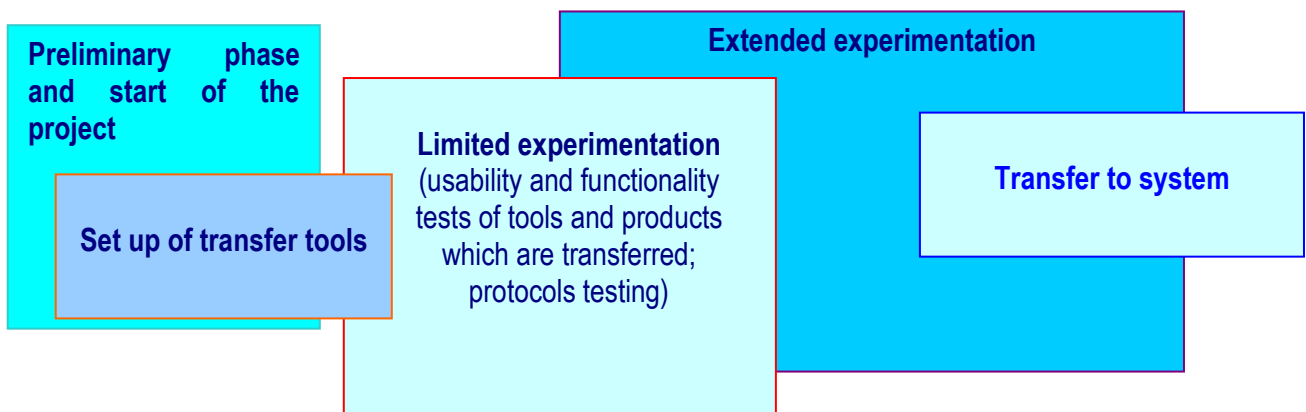 Preliminary phase
and start of the
project
Set up of transfer tools
Limited experimentation
(usability and functionality
tests of tools and products
which are transferred;
protocols testing)
Extended experimentation
Transfer to system